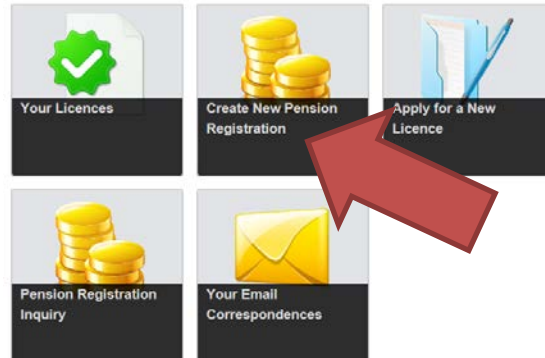 Your Licences
Create New Pension
Registration
Apply for a New
Licence
Pension Registration
Inquiry
Your Email
Correspondences